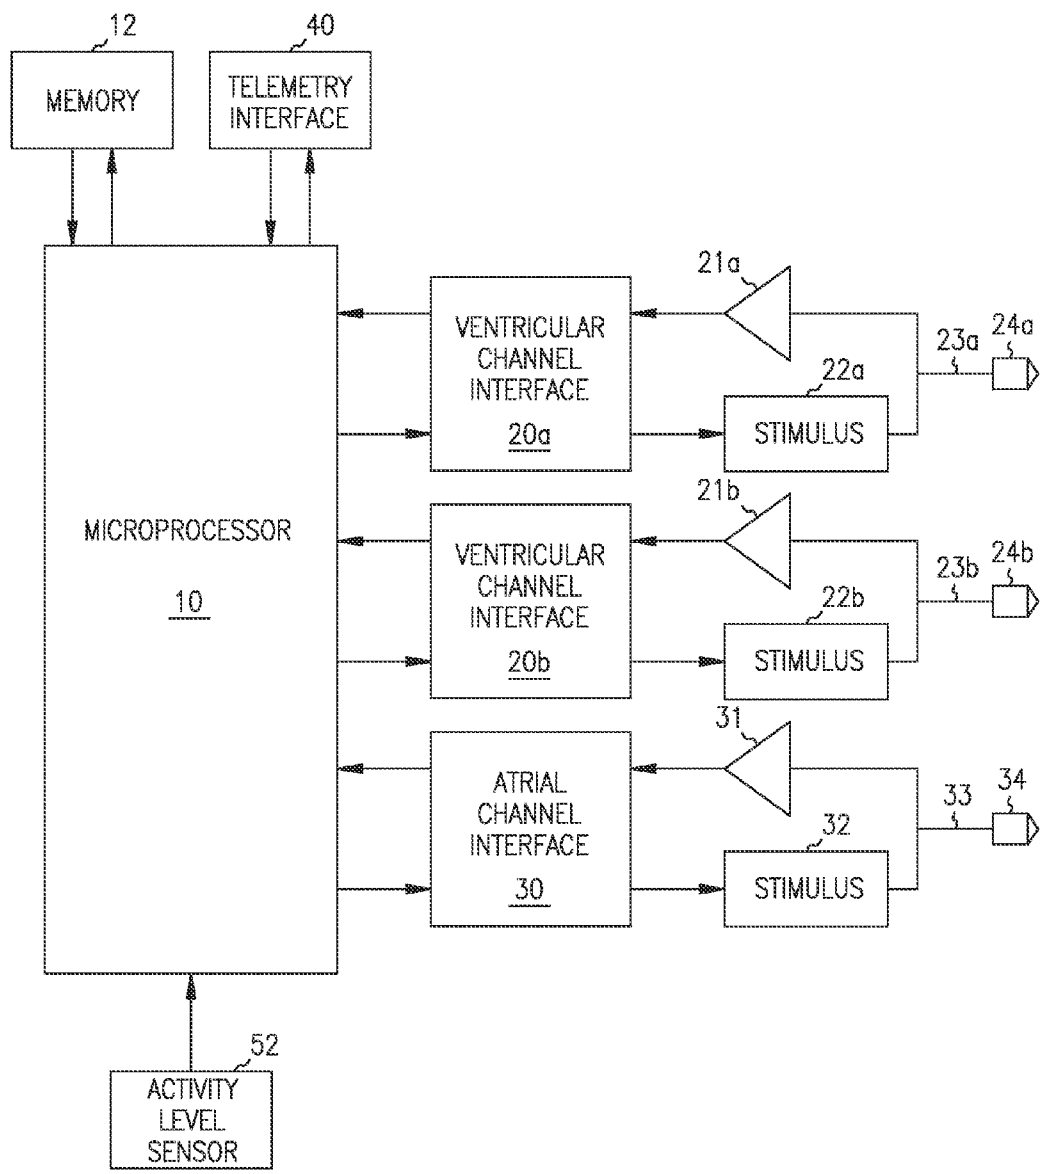 12
MEMORY
40
TELEMETRY
INTERFACE
MICROPROCESSOR
10
VENTRICULAR
CHANNEL
INTERFACE
20a
21a
22a
STIMULUS
23a
24a
VENTRICULAR
CHANNEL
INTERFACE
20b
21b
22b
STIMULUS
23b
24b
ATRIAL
CHANNEL
INTERFACE
30
31
32
STIMULUS
33
34
52
ACTIVITY
LEVEL
SENSOR